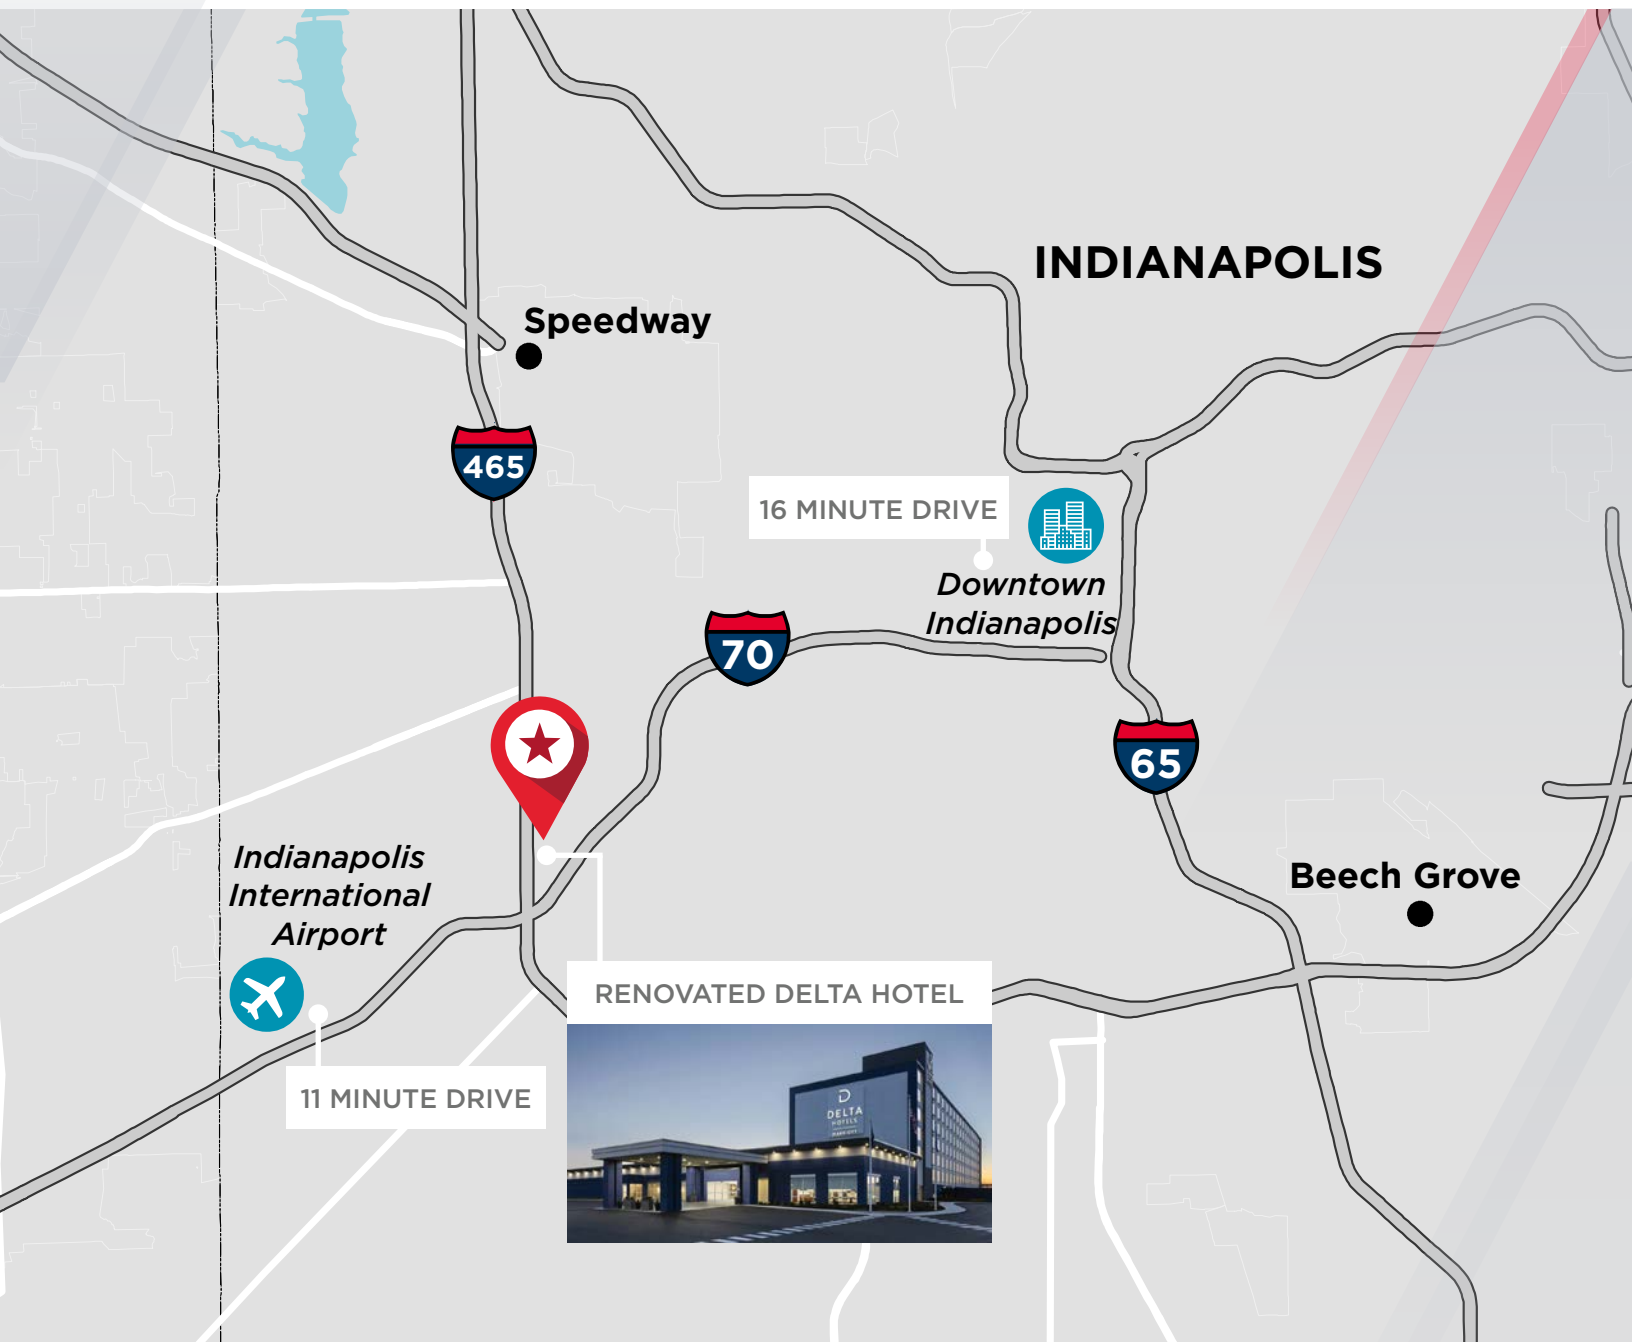 INDIANAPOLIS
Speedway
465
16 MINUTE DRIVE
Downtown
Indianapolis
70
65
Indianapolis
International
Airport
Beech Grove
RENOVATED DELTA HOTEL
11 MINUTE DRIVE
D
DELTA
HOTELS